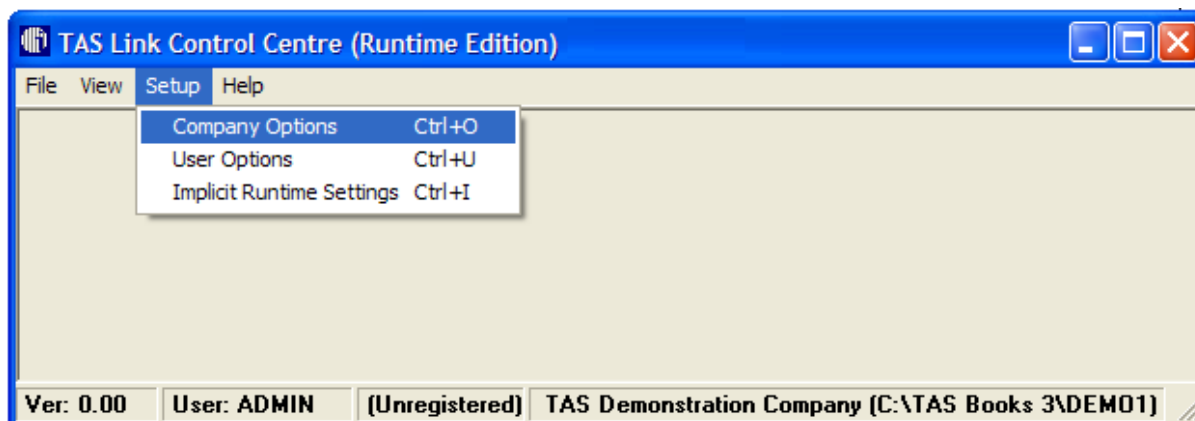 TAS Link Control Centre (Runtime Edition)
File View Setup Help
Company Options Ctrl+O
User Options Ctrl+U
Implicit Runtime Settings Ctrl+I
Ver: 0.00 User: ADMIN (Unregistered) TAS Demonstration Company (C:\TAS Books 3\DEMO1)